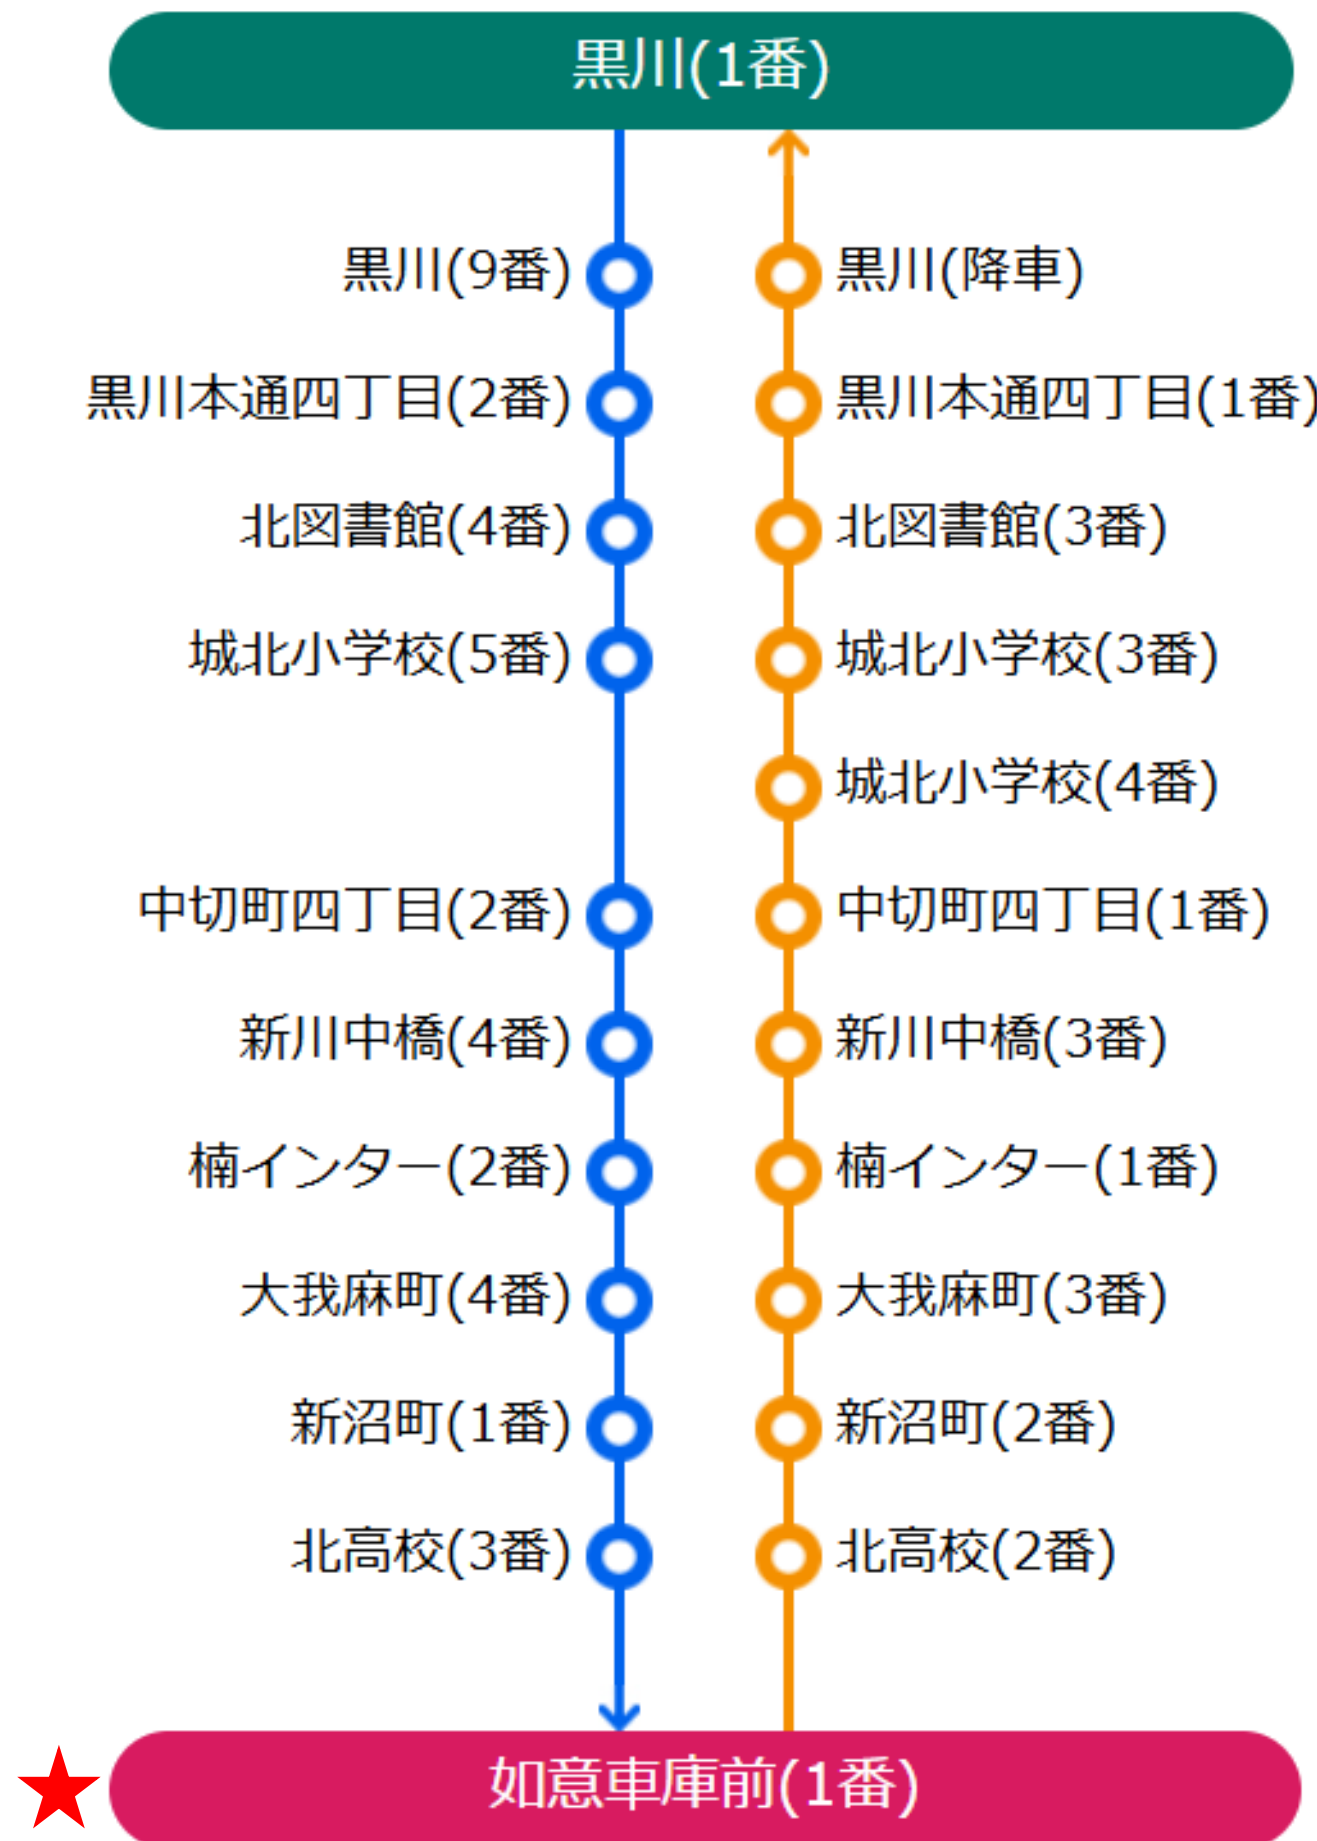 黒川(1番)
黒川(9番)
黒川(降車)
黒川本通四丁目(2番)
黒川本通四丁目(1番)
北図書館(4番)
北図書館(3番)
城北小学校(5番)
城北小学校(3番)
城北小学校(4番)
中切町四丁目(2番)
中切町四丁目(1番)
新川中橋(4番)
新川中橋(3番)
楠インター(2番)
楠インター(1番)
大我麻町(4番)
大我麻町(3番)
新沼町(1番)
新沼町(2番)
北高校(3番)
北高校(2番)
如意車庫前(1番)